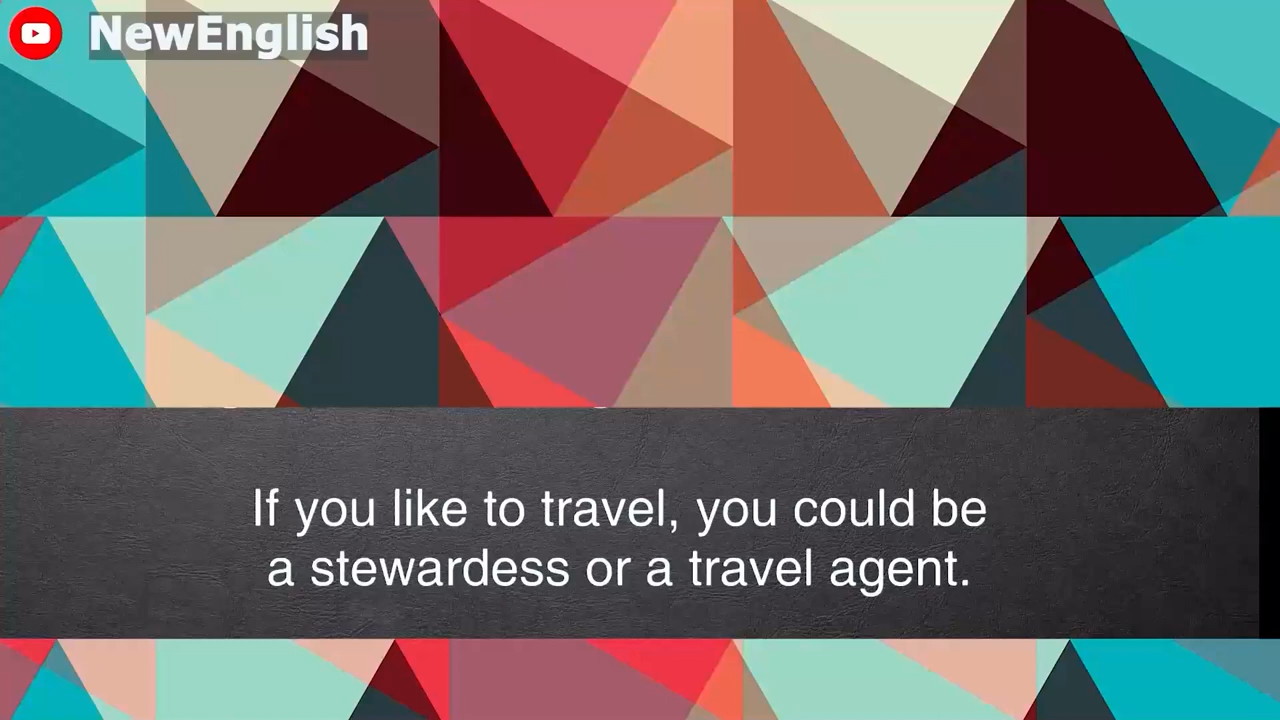 NewEnglish
If you like to travel, you could be
a stewardess or a travel agent.